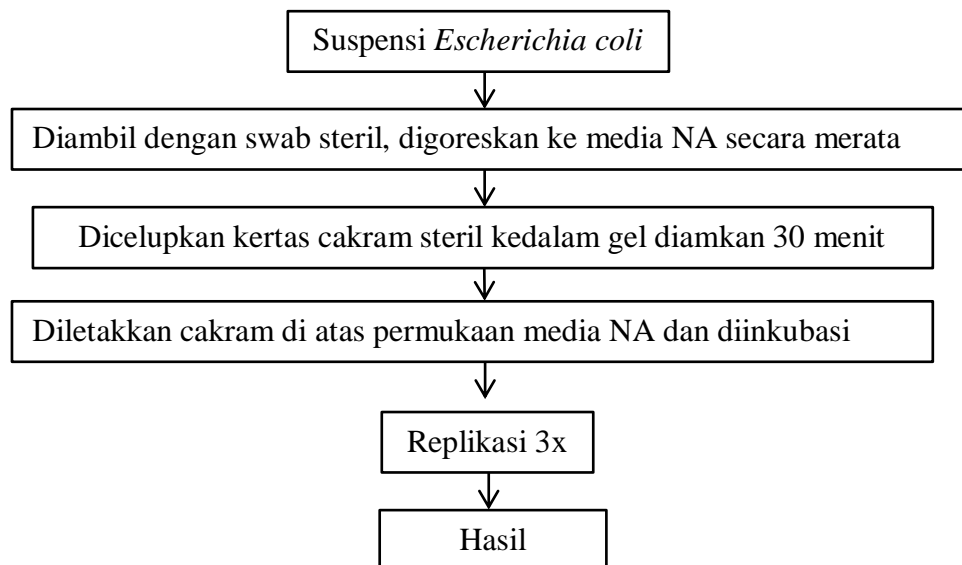 Suspensi Escherichia coli
Diambil dengan swab steril, digoreskan ke media NA secara merata
Dicelupkan kertas cakram steril kedalam gel diamkan 30 menit
Diletakkan cakram di atas permukaan media NA dan diinkubasi
Replikasi 3x
Hasil